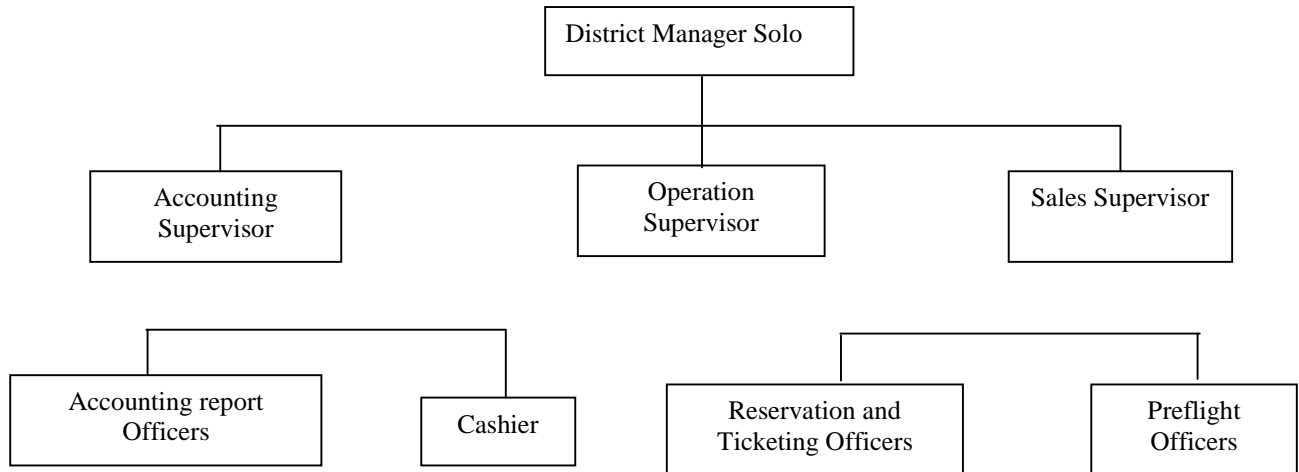 District Manager Solo
Accounting
Supervisor
Operation
Supervisor
Sales Supervisor
Accounting report
Officers
Cashier
Reservation and
Ticketing Officers
Preflight
Officers